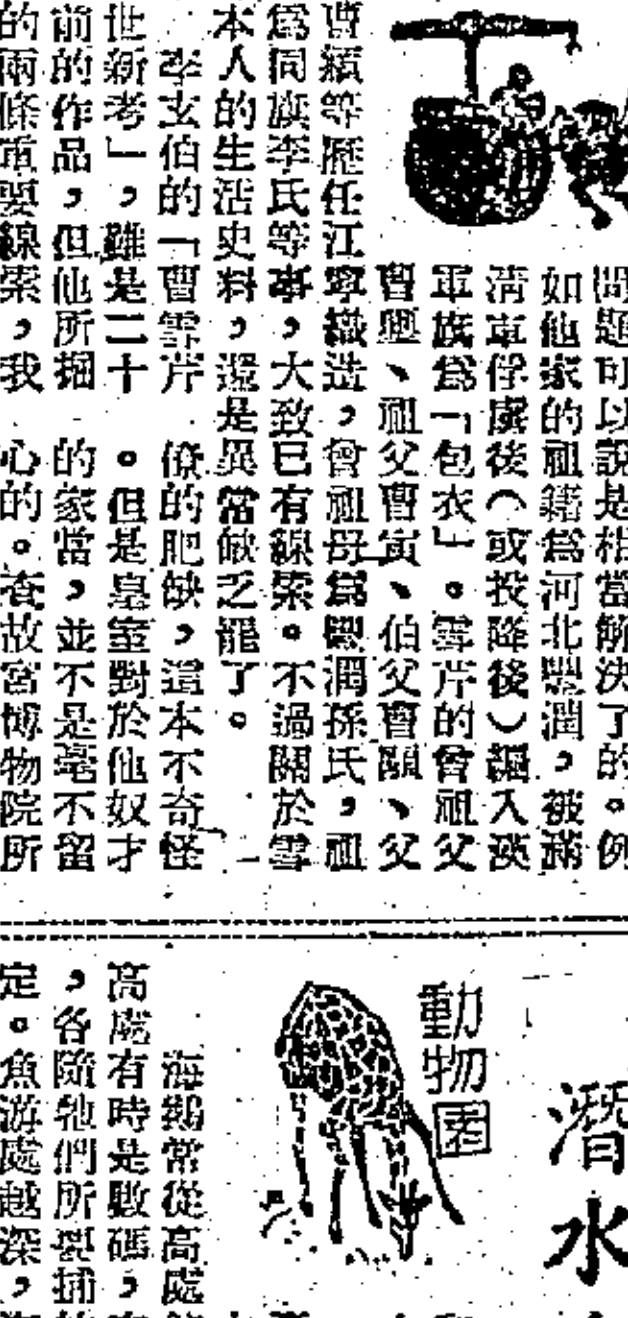 問題可以說是相當解決了的。例
如他家的祖籍為河北豐潤,被滿
清軍俘虜後(或投降後)編入漢
軍旗為「包衣」。雪芹的曾祖父
、祖父曹寅、伯父曹顒、父
曹頫等歷任江寧織造,曾祖母為豐潤孫氏,祖
為同旗李氏等事,大致已有線索。不過關於雪
本人的生活史料,還是異常缺乏罷了。
李玄伯的「曹雪芹
世新考」,雖是二十
前的作品,但他所掘
的兩條重要線索,我
僚的肥缺,這本不奇怪
。但是皇室對於他奴才
的家當,並不是毫不留
心的。查故宮博物院所
潛水
動物園
海鵝常從高處
高處有時是數碼,
,各隨牠們所要捕
定。魚游處越深,